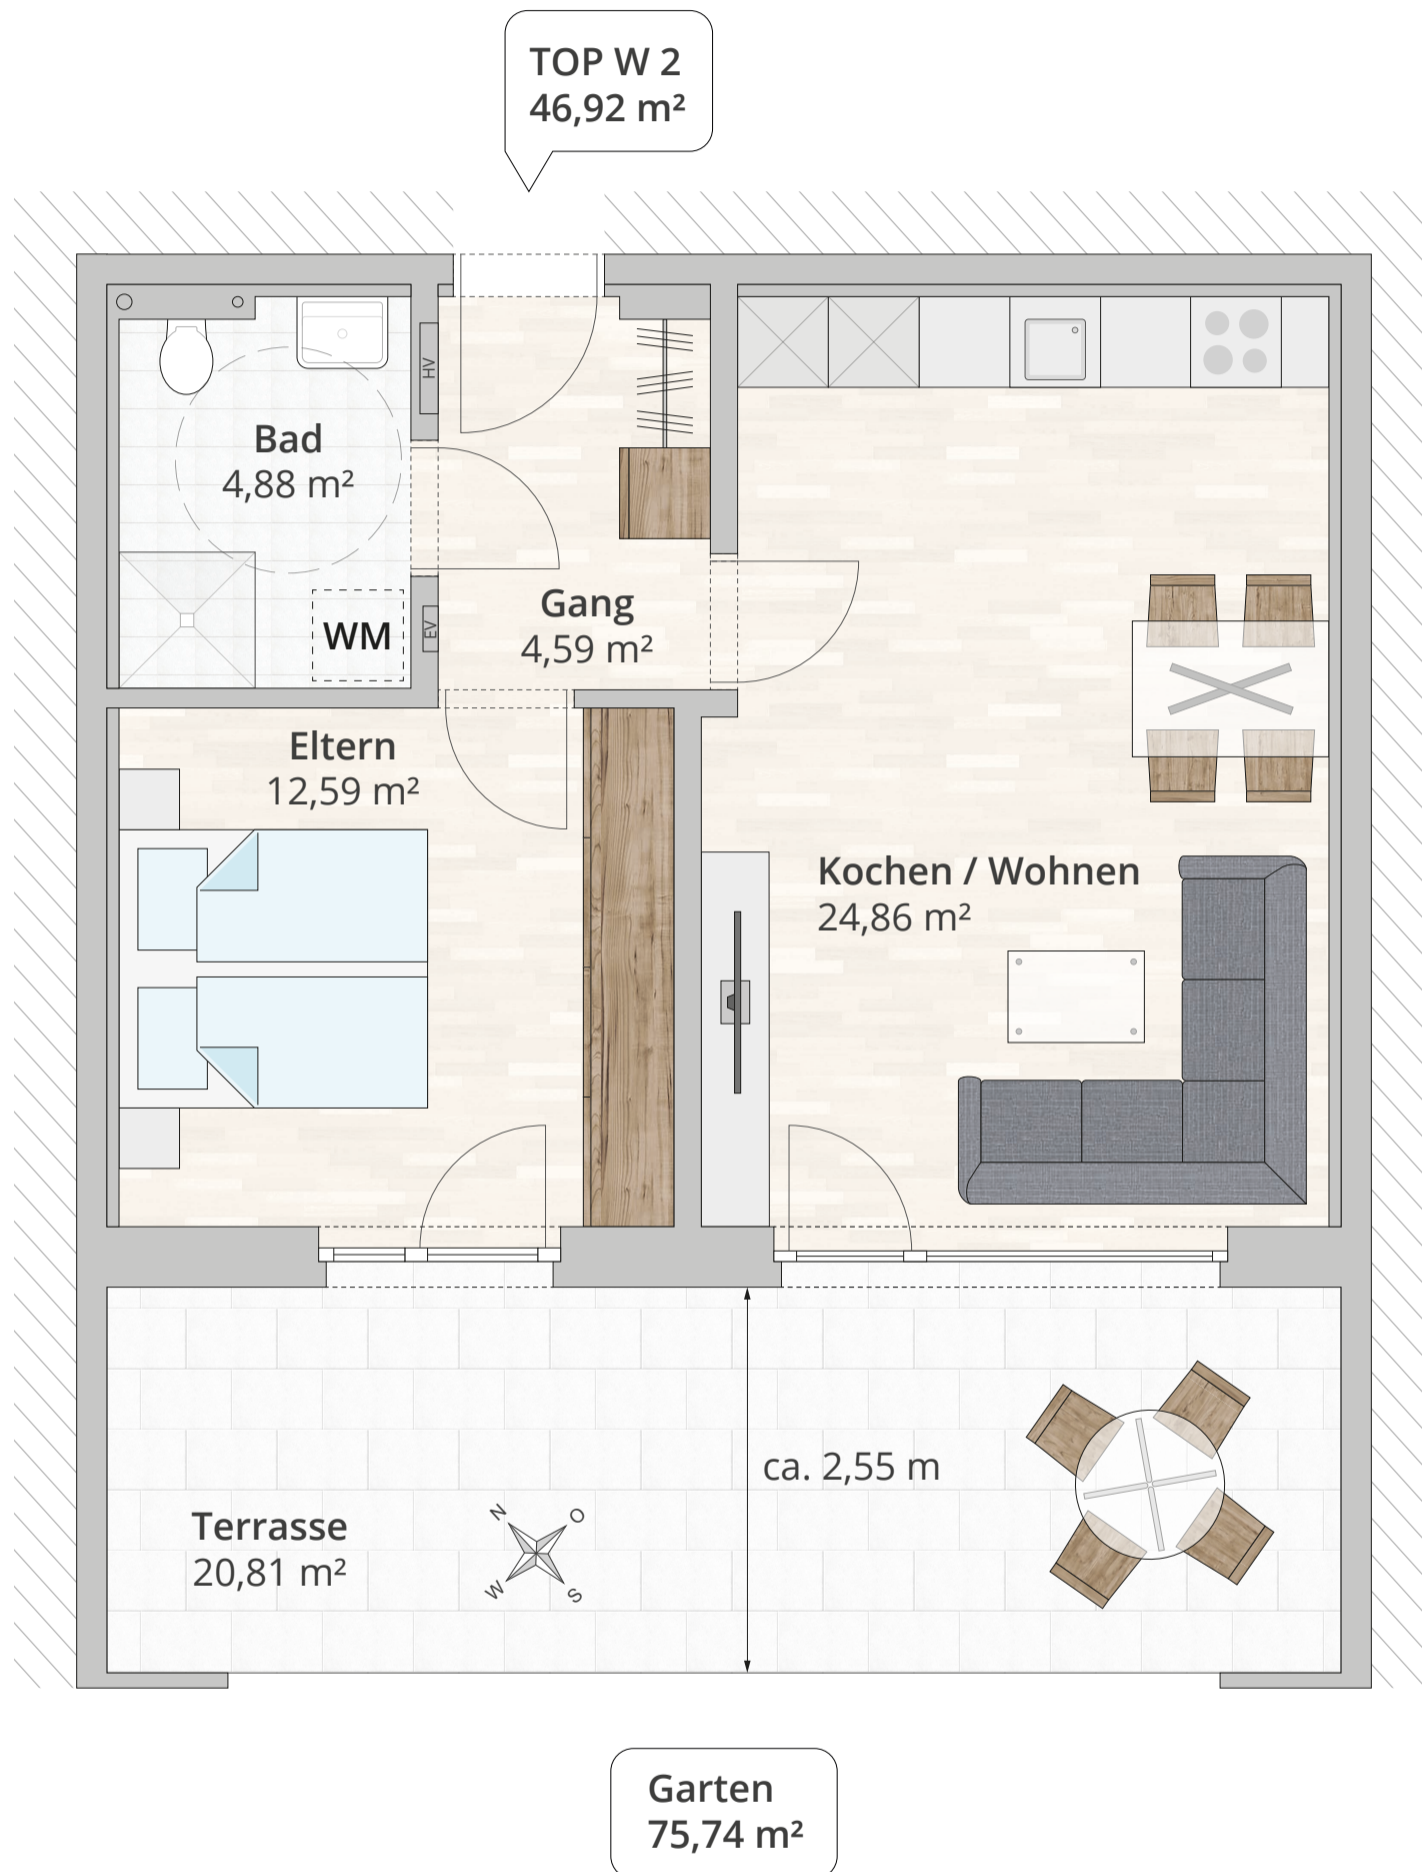 TOP W 2
46,92 m²
HV
Bad
4,88 m²
Gang
4,59 m²
EV
WM
Eltern
12,59 m²
Kochen / Wohnen
24,86 m²
ca. 2,55 m
Terrasse
20,81 m²
N
O
W
S
Garten
75,74 m²